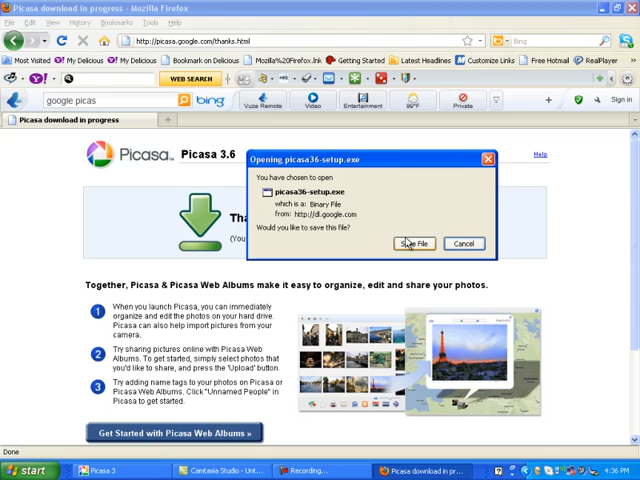 Picasa download in progress - Mozilla Firefox
File Edit View History Bookmarks Tools Help
http://picasa.google.com/thanks.html
Bing
Most Visited My Delicious My Delicious Bookmark on Delicio Mozilla%20Firefox.lnk Getting Started Latest Headlines Customize Links Free Hotmail RealPlayer
Y! WEB SEARCH
google picas bing Vuze Remote Video Entertainment 99°F Private Sign in
Picasa download in progress
Picasa Picasa 3.6
Help
Opening picasa36-setup.exe
You have chosen to open
picasa36-setup.exe
which is a: Binary File
from: http://dl.google.com
Would you like to save this file?
Save File Cancel
Tha
(You
Together, Picasa & Picasa Web Albums make it easy to organize, edit and share your photos.
1 When you launch Picasa, you can immediately
organize and edit the photos on your hard drive.
Picasa can also help import pictures from your
camera.
2 Try sharing pictures online with Picasa Web
Albums. To get started, simply select photos that
you'd like to share, and press the 'Upload' button.
3 Try adding name tags to your photos on Picasa or
Picasa Web Albums. Click "Unnamed People" in
Picasa to get started.
Get Started with Picasa Web Albums »
Done
start Picasa 3 Camtasia Studio - Unt... Recording... Picasa download in pr... 4:36 PM